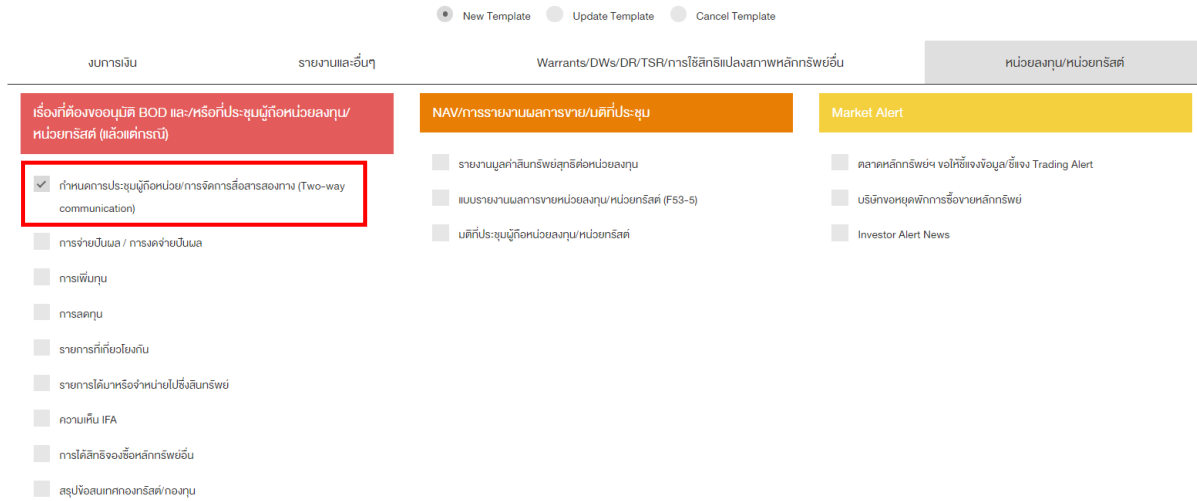 New Template Update Template Cancel Template
งบการเงิน รายงานและอื่นๆ Warrants/DWs/DR/TSR/การใช้สิทธิแปลงสภาพหลักทรัพย์อื่น หน่วยลงทุน/หน่วยทรัสต์
เรื่องที่ต้องขออนุมัติ BOD และ/หรือที่ประชุมผู้ถือหน่วยลงทุน/
หน่วยทรัสต์ (แล้วแต่กรณี)
กำหนดการประชุมผู้ถือหน่วย/การจัดการสื่อสารสองทาง (Two-way
communication)
การจ่ายปันผล / การงดจ่ายปันผล
การเพิ่มทุน
การลดทุน
รายการที่เกี่ยวโยงกัน
รายการได้มาหรือจำหน่ายไปซึ่งสินทรัพย์
ความเห็น IFA
การได้สิทธิจองซื้อหลักทรัพย์อื่น
สรุปข้อสนเทศกองทรัสต์/กองทุน
NAV/การรายงานผลการขาย/มติที่ประชุม
รายงานมูลค่าสินทรัพย์สุทธิต่อหน่วยลงทุน
แบบรายงานผลการขายหน่วยลงทุน/หน่วยทรัสต์ (F53-5)
มติที่ประชุมผู้ถือหน่วยลงทุน/หน่วยทรัสต์
Market Alert
ตลาดหลักทรัพย์ฯ ขอให้ชี้แจงข้อมูล/ชี้แจง Trading Alert
บริษัทขอหยุดพักการซื้อขายหลักทรัพย์
Investor Alert News